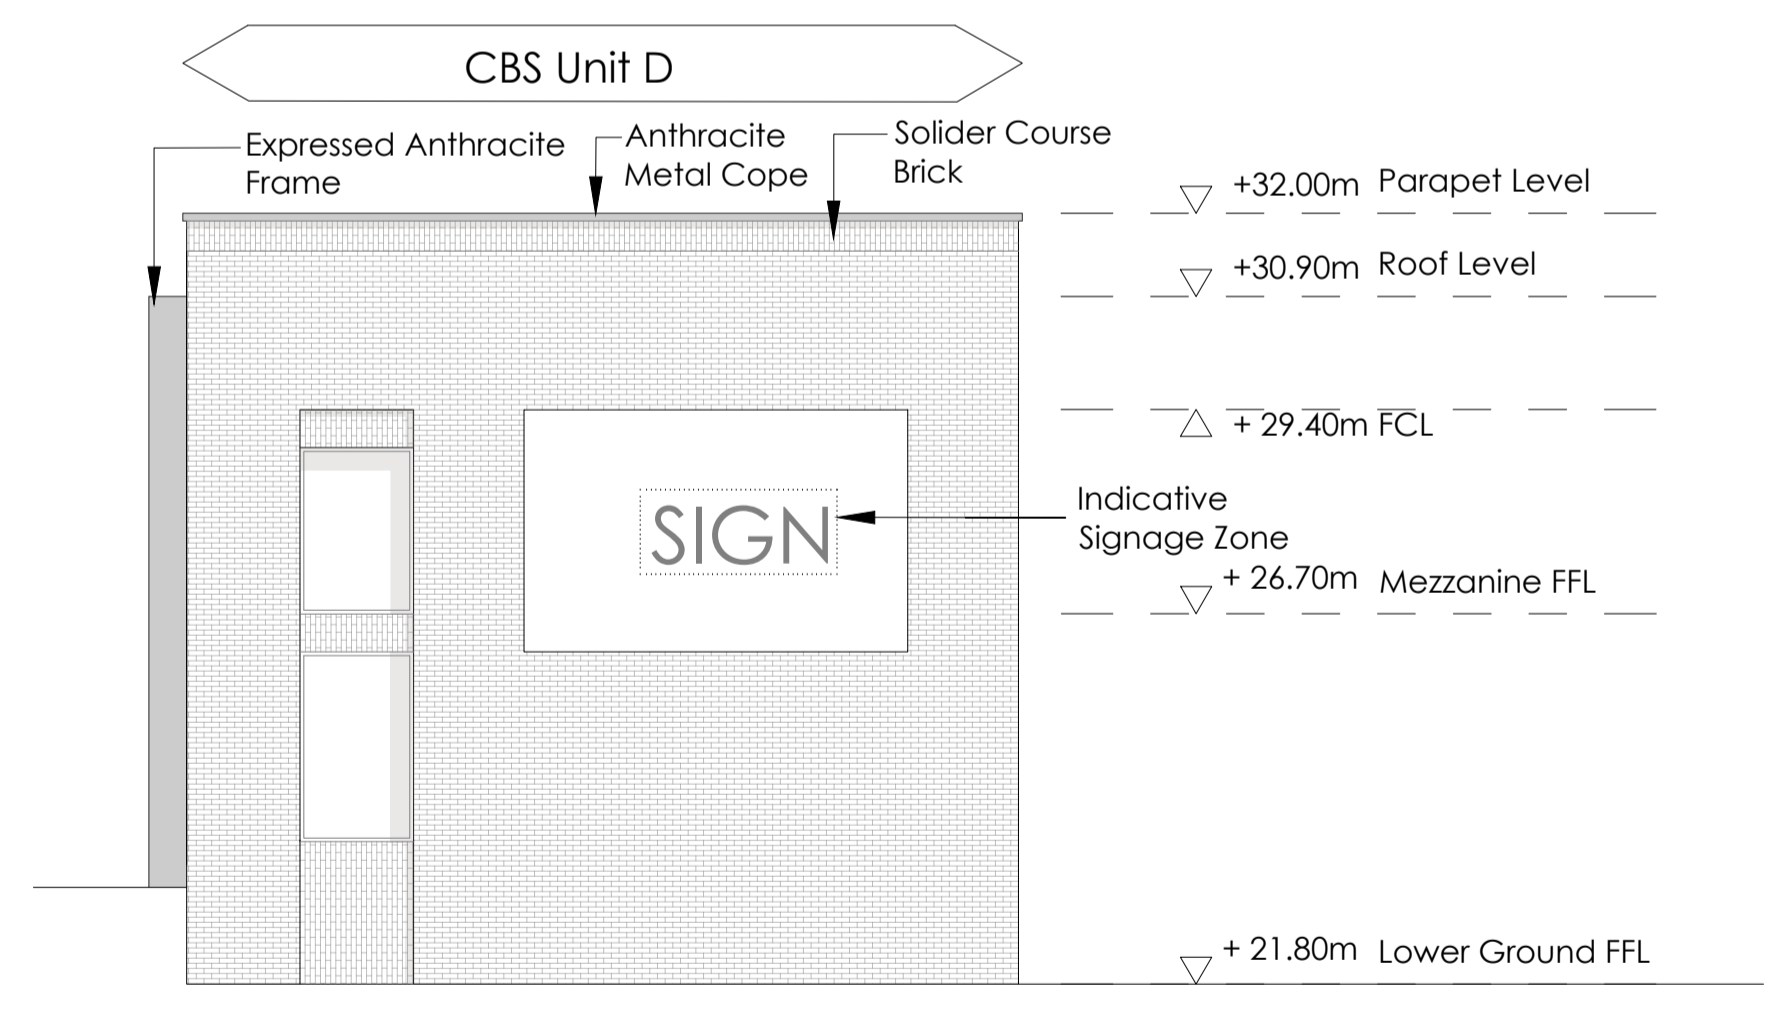 CBS Unit D
Expressed Anthracite
Frame
Anthracite
Metal Cope
Solider Course
Brick
+32.00m Parapet Level
+30.90m Roof Level
+ 29.40m FCL
SIGN
Indicative
Signage Zone
+ 26.70m Mezzanine FFL
+ 21.80m Lower Ground FFL